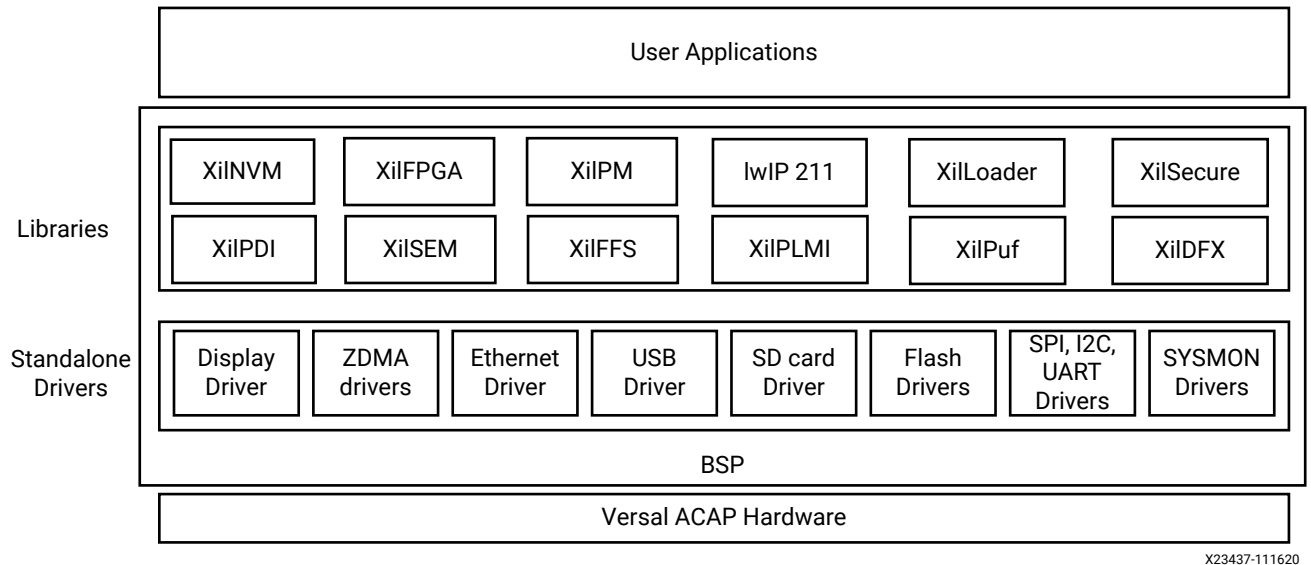 User Applications
XilNVM
XilFPGA
XilPM
lwIP 211
XilLoader
XilSecure
Libraries
XilPDI
XilSEM
XilFFS
XilPLMI
XilPuf
XilDFX
Standalone
Drivers
Display
Driver
ZDMA
drivers
Ethernet
Driver
USB
Driver
SD card
Driver
Flash
Drivers
SPI, I2C,
UART
Drivers
SYSMON
Drivers
BSP
Versal ACAP Hardware
X23437-111620